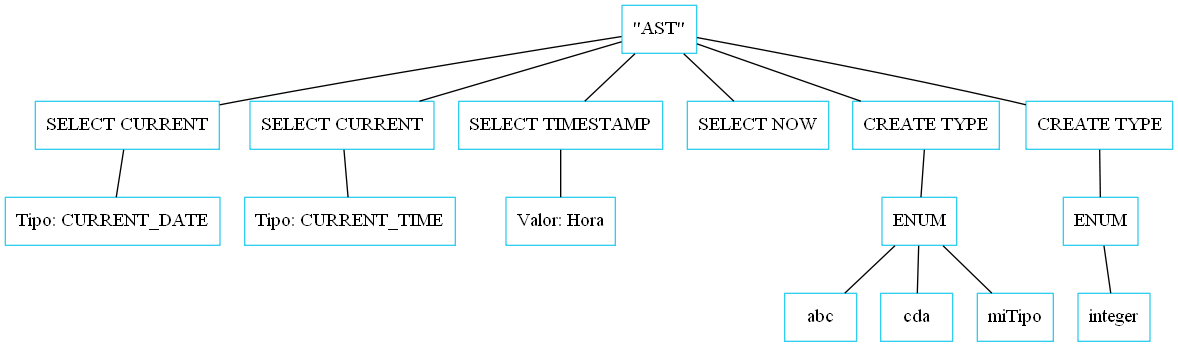 "AST"
SELECT CURRENT
SELECT CURRENT
SELECT TIMESTAMP
SELECT NOW
CREATE TYPE
CREATE TYPE
Tipo: CURRENT_DATE
Tipo: CURRENT_TIME
Valor: Hora
ENUM
ENUM
abc
cda
miTipo
integer